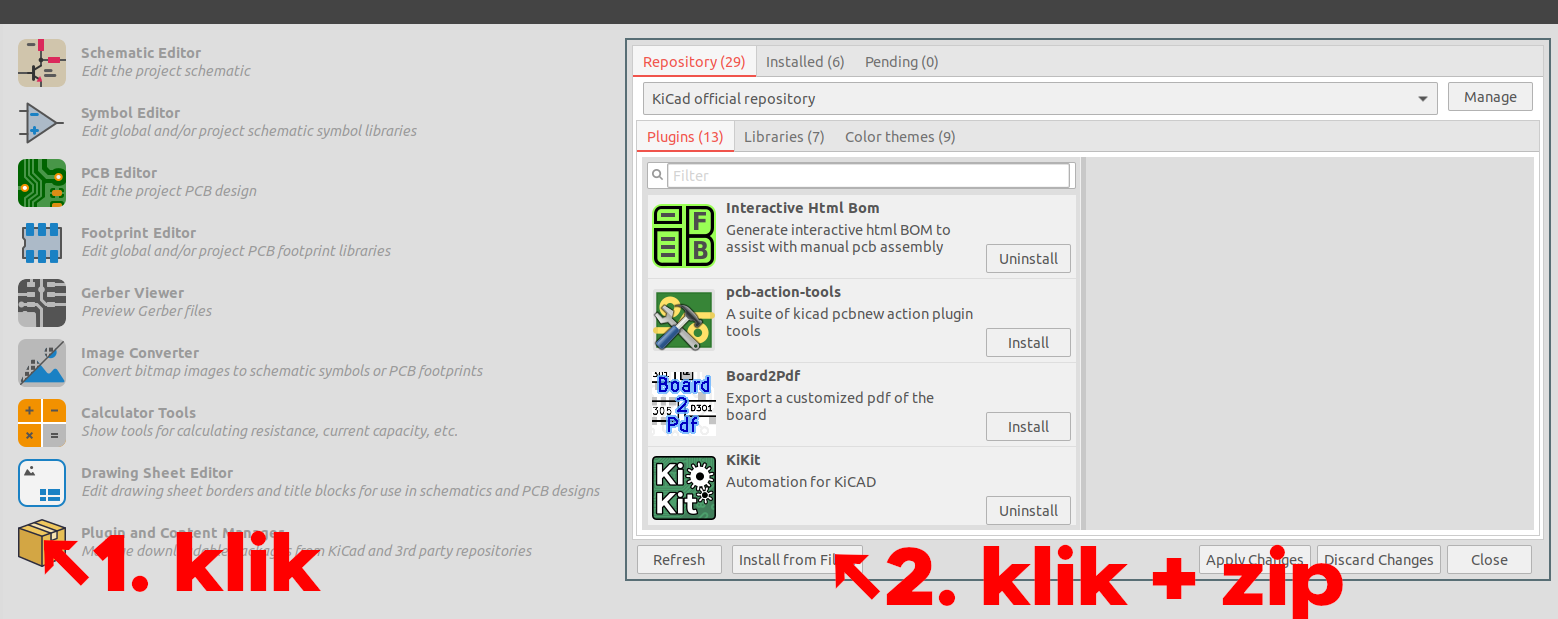 Schematic Editor
Edit the project schematic
Symbol Editor
Edit global and/or project schematic symbol libraries
PCB Editor
Edit the project PCB design
Footprint Editor
Edit global and/or project PCB footprint libraries
Gerber Viewer
Preview Gerber files
Image Converter
Convert bitmap images to schematic symbols or PCB footprints
Calculator Tools
Show tools for calculating resistance, current capacity, etc.
Drawing Sheet Editor
Edit drawing sheet borders and title blocks for use in schematics and PCB designs
Plugin and Content Manager
Manage downloadable packages from KiCad and 3rd party repositories
1. klik
Repository (29) Installed (6) Pending (0)
KiCad official repository Manage
Plugins (13) Libraries (7) Color themes (9)
Filter
F
B
Interactive Html Bom
Generate interactive html BOM to
assist with manual pcb assembly
Uninstall
pcb-action-tools
A suite of kicad pcbnew action plugin
tools
Install
Board
2
Pdf
305 D301
Board2Pdf
Export a customized pdf of the
board
Install
Ki
Kit
KiKit
Automation for KiCAD
Uninstall
Refresh Install from File Apply Changes Discard Changes Close
2. klik + zip